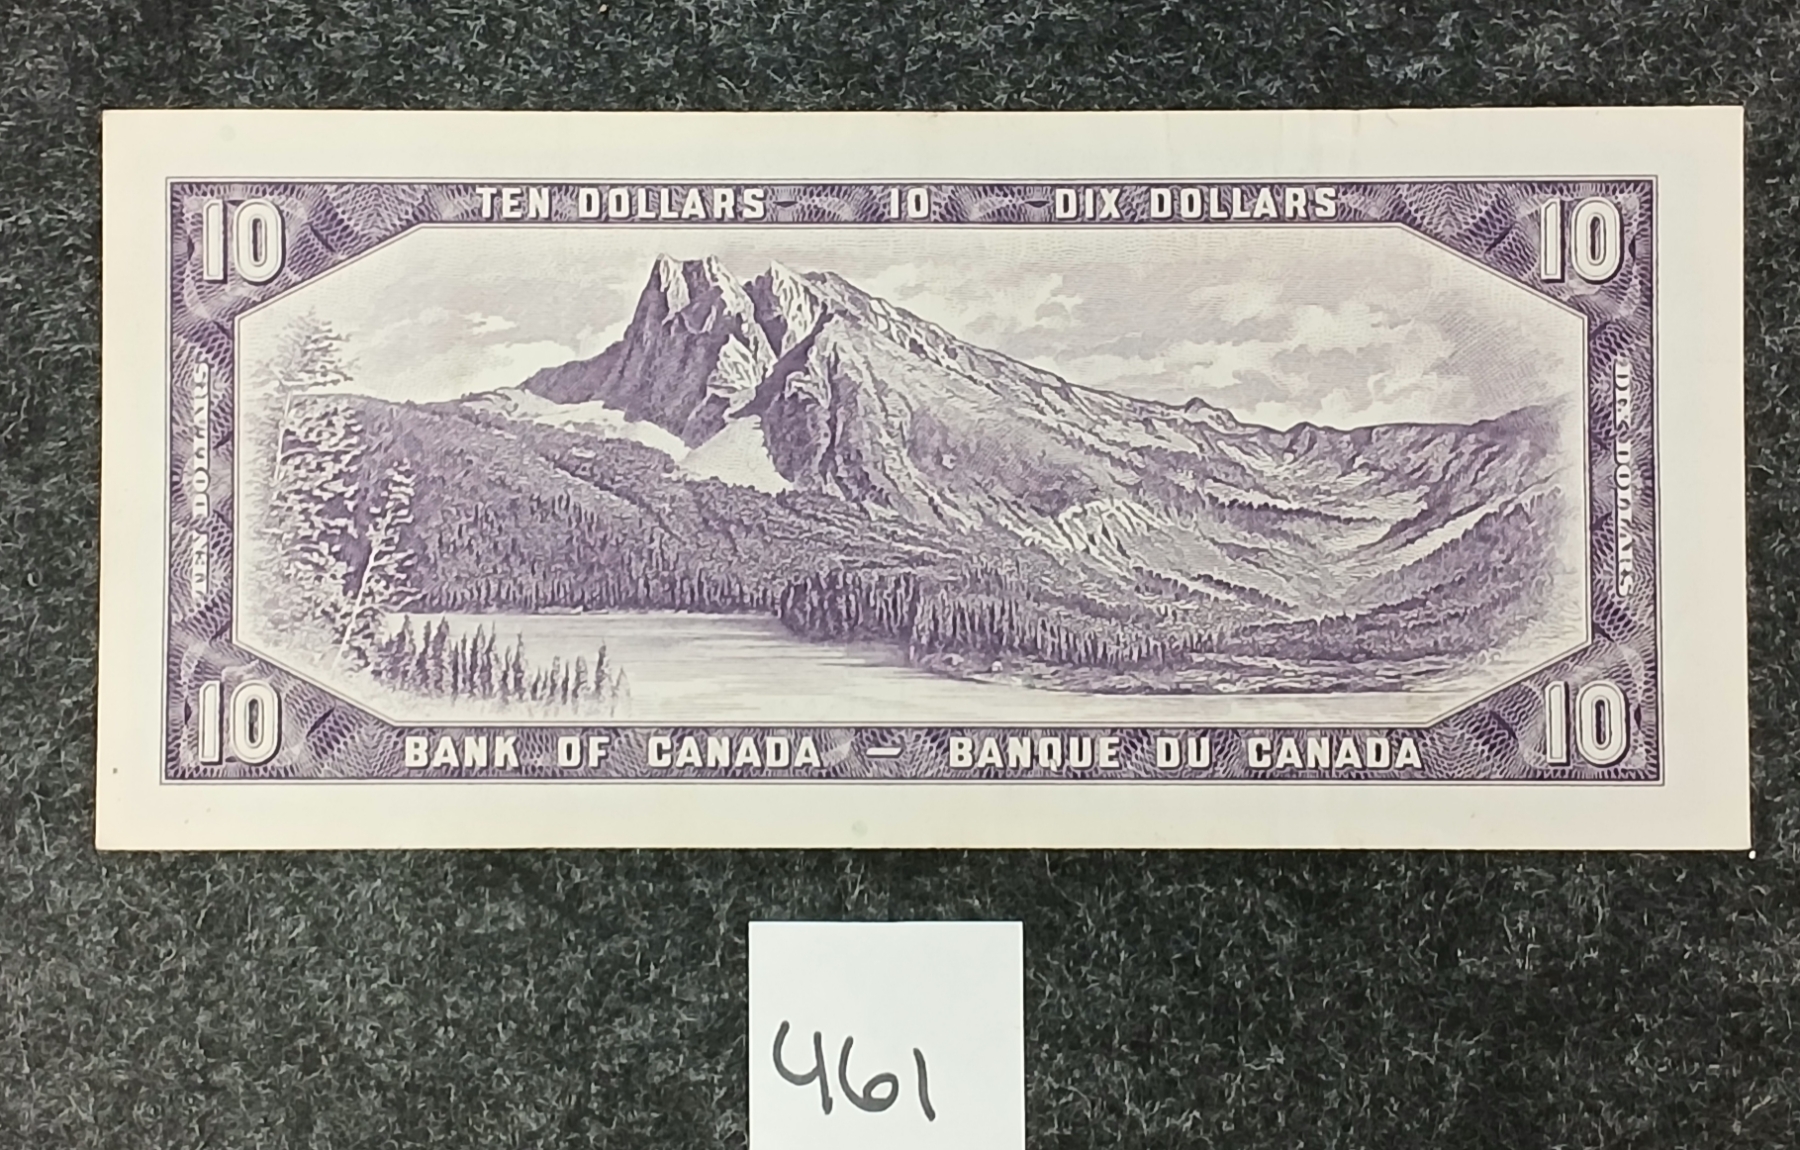 TEN DOLLARS 10 DIX DOLLARS
10
10
TEN DOLLARS
DIX DOLLARS
10
10
BANK OF CANADA — BANQUE DU CANADA
461